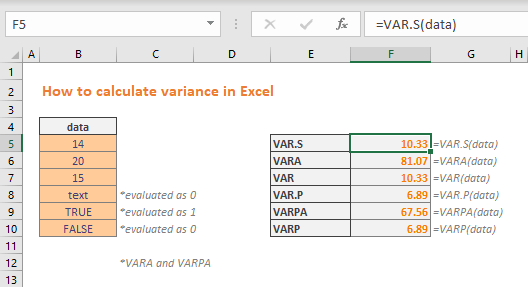 F5 fx =VAR.S(data)
A B C D E F G H
1
2 How to calculate variance in Excel
3
4 data
5 14 VAR.S 10.33 =VAR.S(data)
6 20 VARA 81.07 =VARA(data)
7 15 VAR 10.33 =VAR(data)
8 text *evaluated as 0 VAR.P 6.89 =VAR.P(data)
9 TRUE *evaluated as 1 VARPA 67.56 =VARPA(data)
10 FALSE *evaluated as 0 VARP 6.89 =VARP(data)
11
12 *VARA and VARPA
13